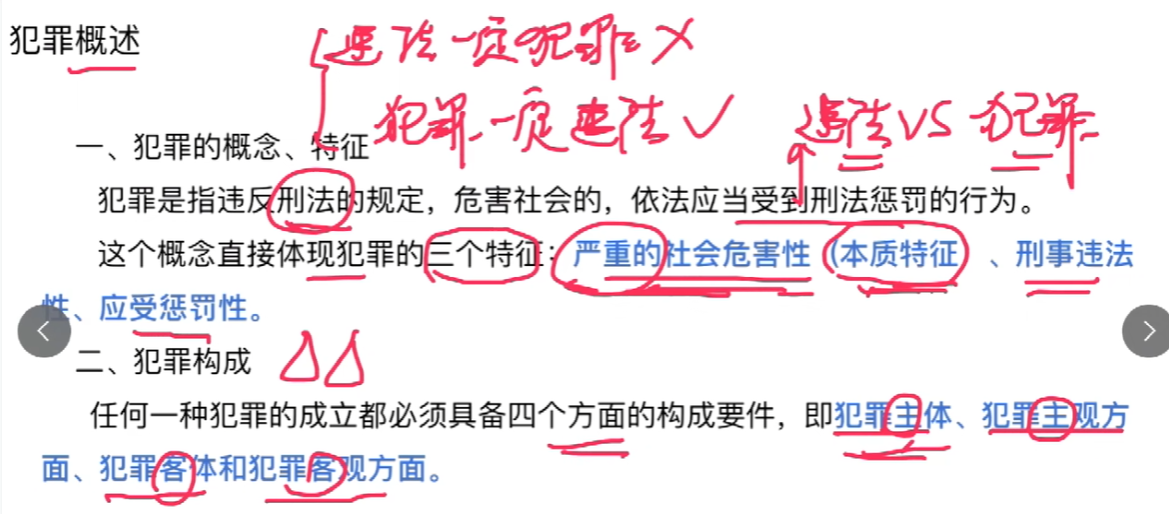 犯罪概述
违法一定犯罪 ×
犯罪一定违法 ✓
违法 VS 犯罪
一、犯罪的概念、特征
犯罪是指违反刑法的规定，危害社会的，依法应当受到刑法惩罚的行为。
这个概念直接体现犯罪的三个特征：严重的社会危害性（本质特征）、刑事违法
性、应受惩罚性。
二、犯罪构成
任何一种犯罪的成立都必须具备四个方面的构成要件，即犯罪主体、犯罪主观方
面、犯罪客体和犯罪客观方面。